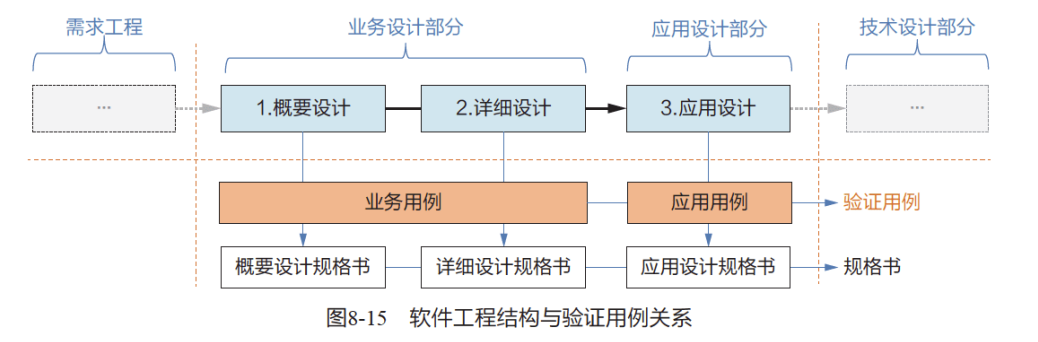 需求工程 业务设计部分 应用设计部分 技术设计部分
... 1.概要设计 2.详细设计 3.应用设计 ...
业务用例 应用用例 验证用例
概要设计规格书 详细设计规格书 应用设计规格书 规格书
图8-15 软件工程结构与验证用例关系